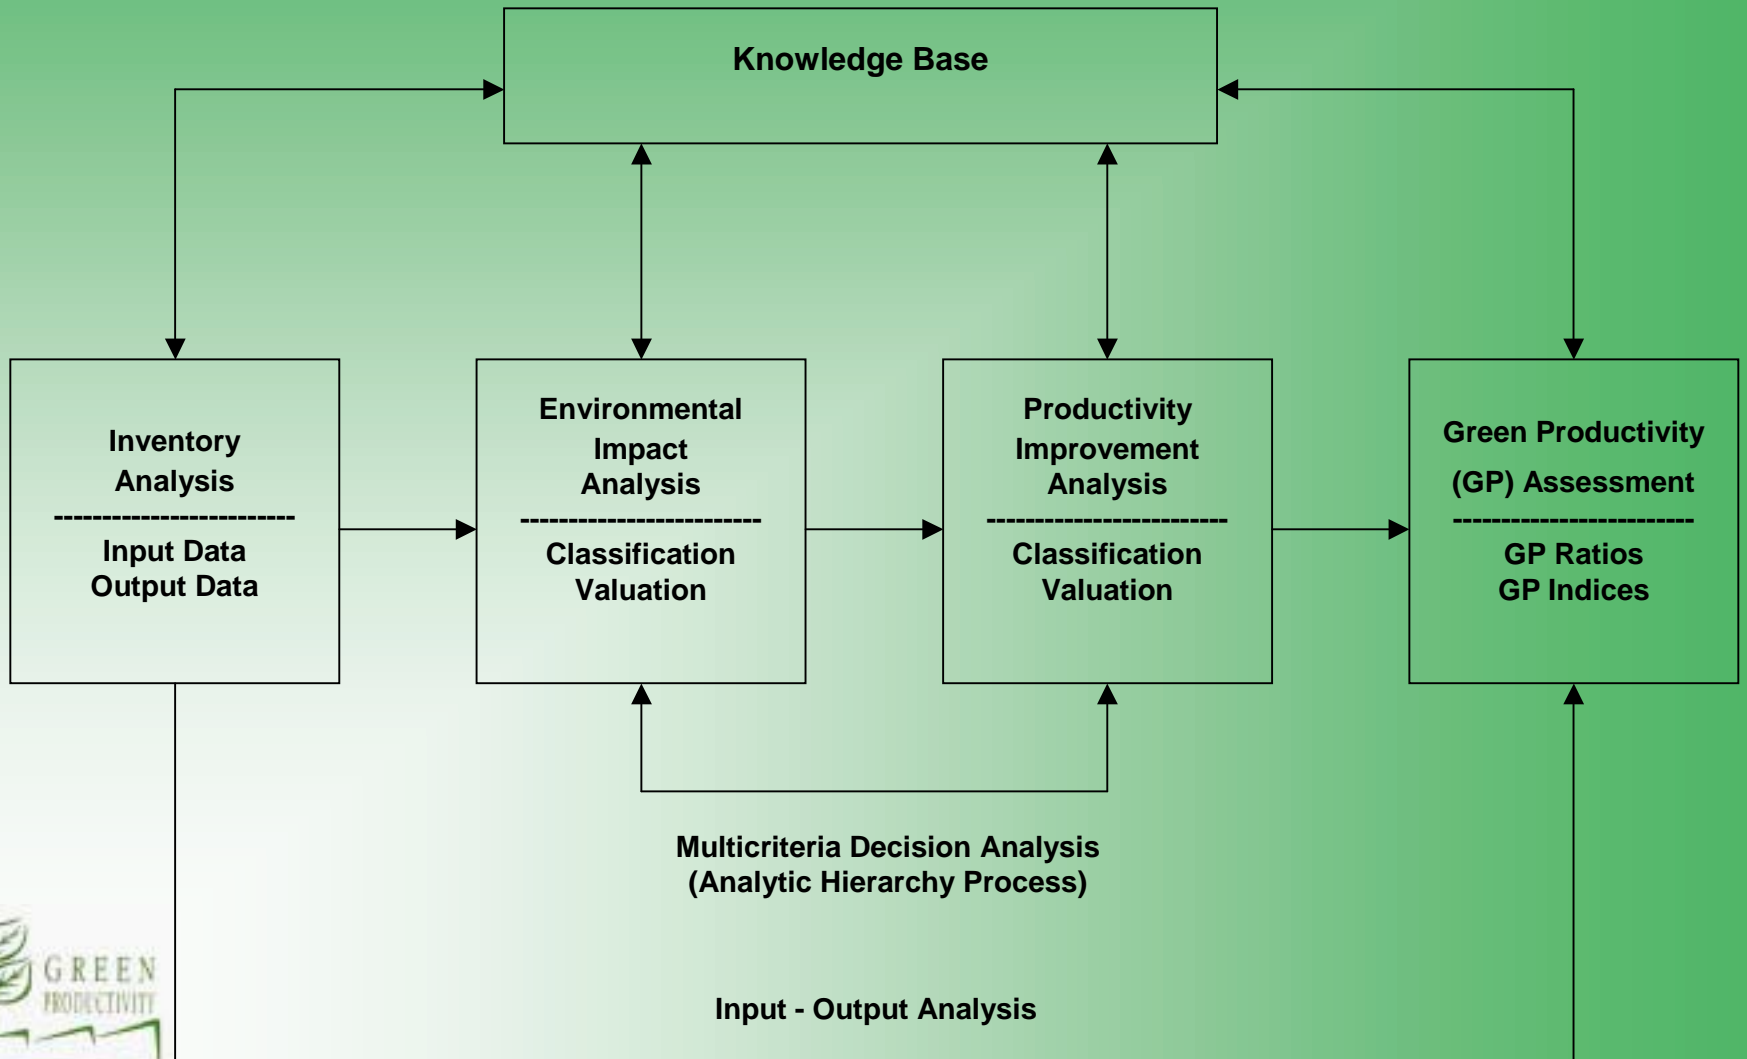 Knowledge Base
Inventory
Analysis
-------------------------
Input Data
Output Data
Environmental
Impact
Analysis
-------------------------
Classification
Valuation
Productivity
Improvement
Analysis
-------------------------
Classification
Valuation
Green Productivity
(GP) Assessment
-------------------------
GP Ratios
GP Indices
Multicriteria Decision Analysis
(Analytic Hierarchy Process)
GREEN
PRODUCTIVITY
Input - Output Analysis